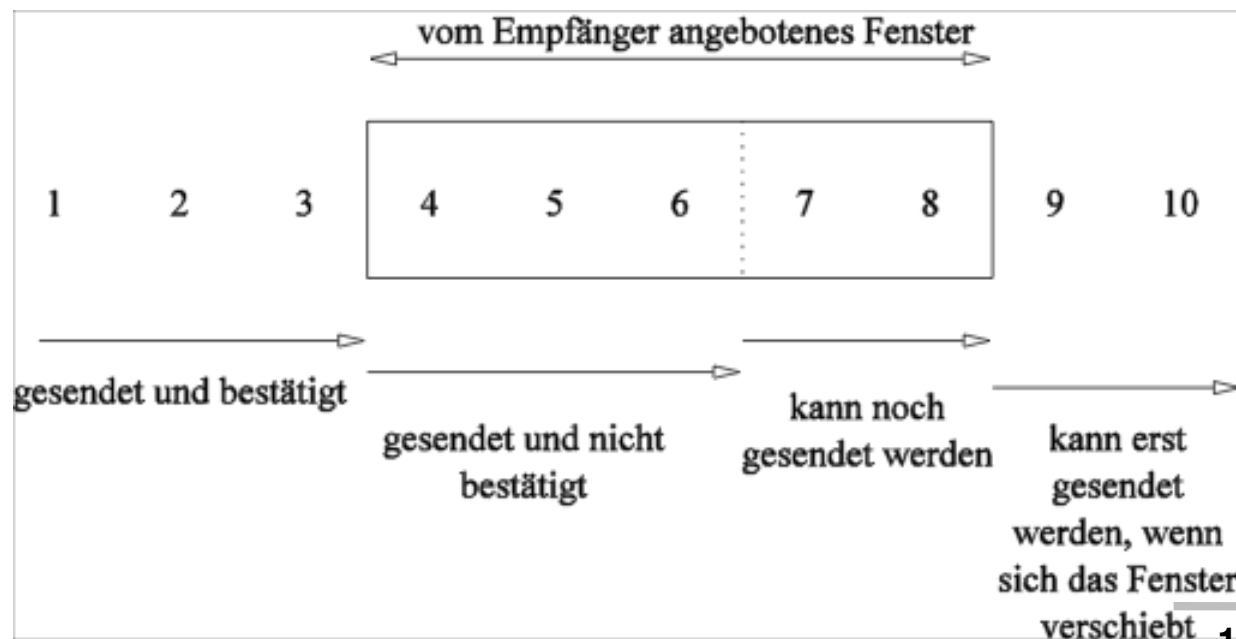 vom Empfänger angebotenes Fenster
1 2 3 4 5 6 7 8 9 10
gesendet und bestätigt
gesendet und nicht
bestätigt
kann noch
gesendet werden
kann erst
gesendet
werden, wenn
sich das Fenster
verschiebt